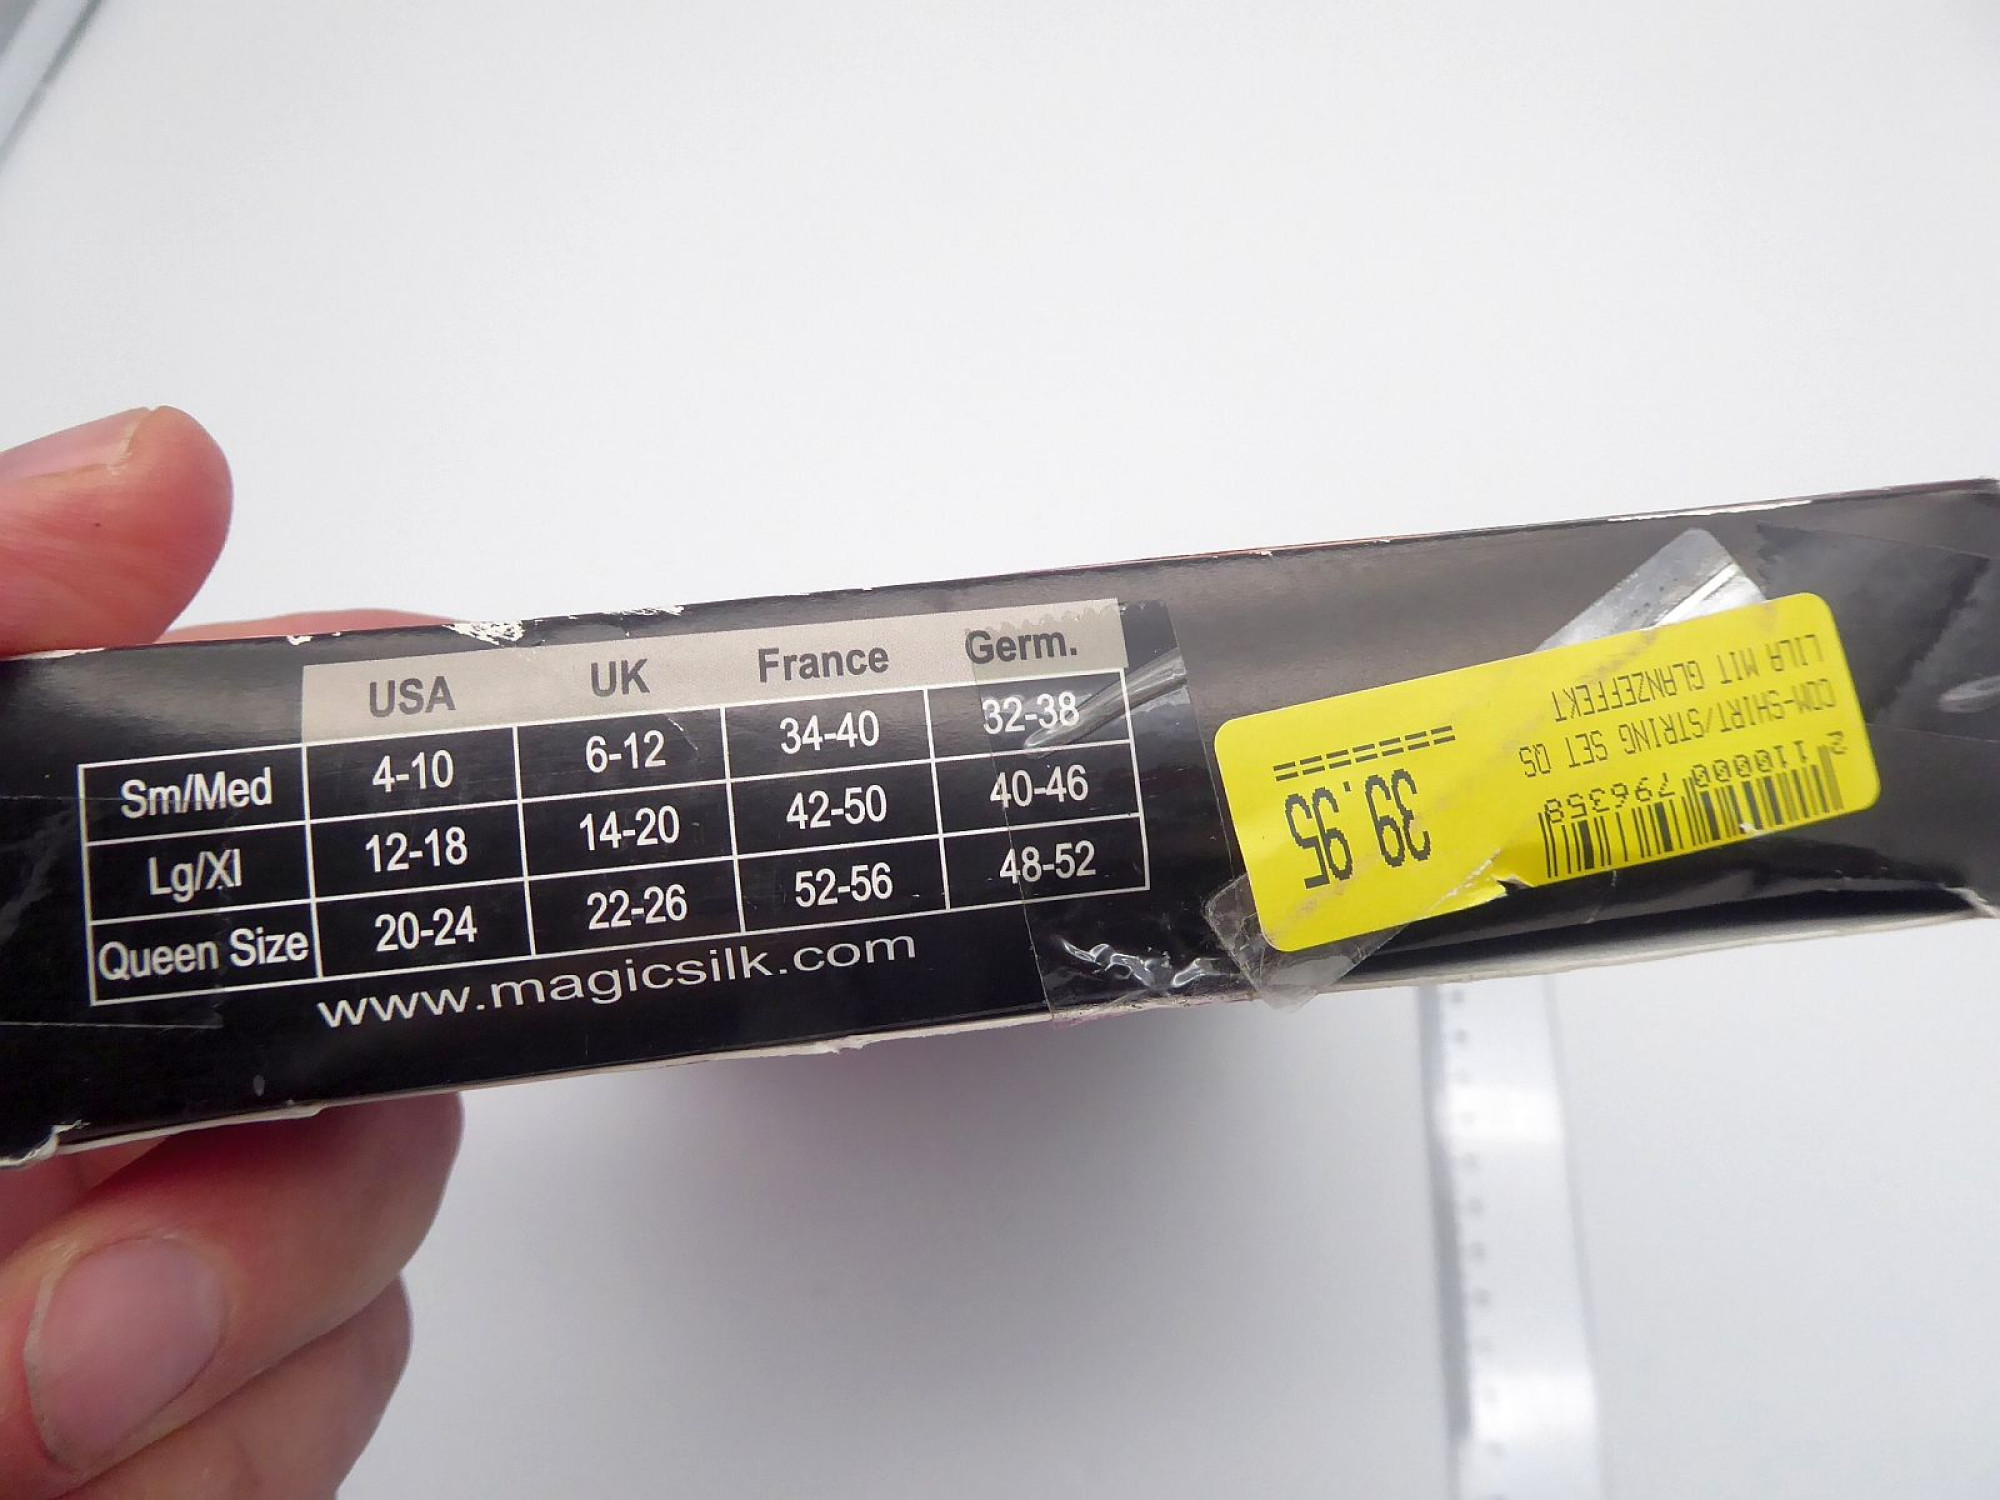 USA UK France Germ.
Sm/Med 4-10 6-12 34-40 32-38
Lg/Xl 12-18 14-20 42-50 40-46
Queen Size 20-24 22-26 52-56 48-52
www.magicsilk.com
2 110000 796358
COM-SHIRT/STRING SET QS
LILA MIT GLANZEFFEKT
39.95
=======